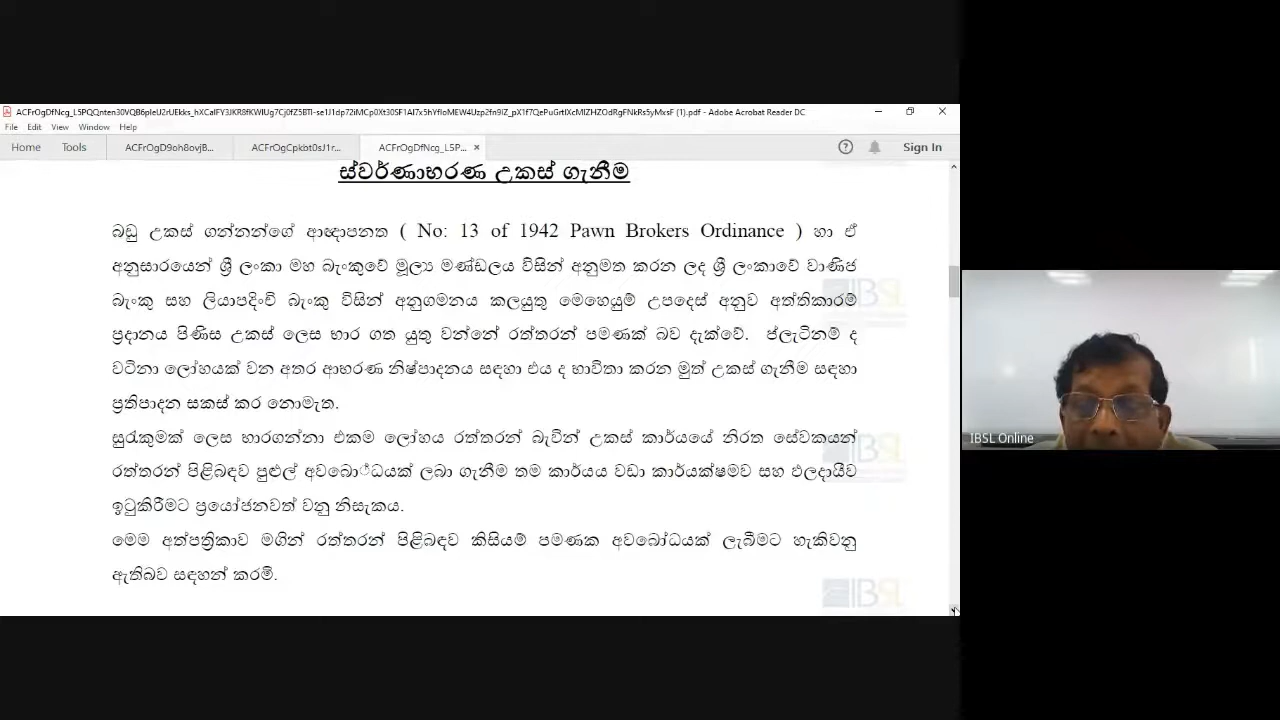 ACFrOgDfNcg_L5P... (1).pdf - Adobe Acrobat Reader DC
File Edit View Window Help
Home Tools ACFrOgD9oh8ovjB... ACFrOgCpkbt0sJ1r... ACFrOgDfNcg_L5P... × Sign In
ස්වර්ණාභරණ උකස් ගැනීම
බඩු උකස් ගන්නන්ගේ ආඥාපනත ( No: 13 of 1942 Pawn Brokers Ordinance ) හා ඒ
අනුසාරයෙන් ශ්‍රී ලංකා මහ බැංකුවේ මූල්‍ය මණ්ඩලය විසින් අනුමත කරන ලද ශ්‍රී ලංකාවේ වාණිජ
බැංකු සහ ලියාපදිංචි බැංකු විසින් අනුගමනය කලයුතු මෙහෙයුම් උපදෙස් අනුව අත්තිකාරම්
ප්‍රදානය පිණිස උකස් ලෙස භාර ගත යුතු වන්නේ රත්තරන් පමණක් බව දැක්වේ. ප්ලැටිනම් ද
වටිනා ලෝහයක් වන අතර ආභරණ නිෂ්පාදනය සඳහා එය ද භාවිතා කරන මුත් උකස් ගැනීම සඳහා
ප්‍රතිපාදන සකස් කර නොමැත.
සුරැකුමක් ලෙස භාරගන්නා එකම ලෝහය රත්තරන් බැවින් උකස් කාර්යයේ නිරත සේවකයන්
රත්තරන් පිළිබඳව පුළුල් අවබොර්ධයක් ලබා ගැනීම තම කාර්යය වඩා කාර්යක්ෂමව සහ ඵලදායීව
ඉටුකිරීමට ප්‍රයෝජනවත් වනු නිසැකය.
මෙම අත්පත්‍රිකාව මගින් රත්තරන් පිළිබඳව කිසියම් පමණක අවබෝධයක් ලැබීමට හැකිවනු
ඇතිබව සඳහන් කරමි.
IBSL
IBSL
IBSL
IBSL Online